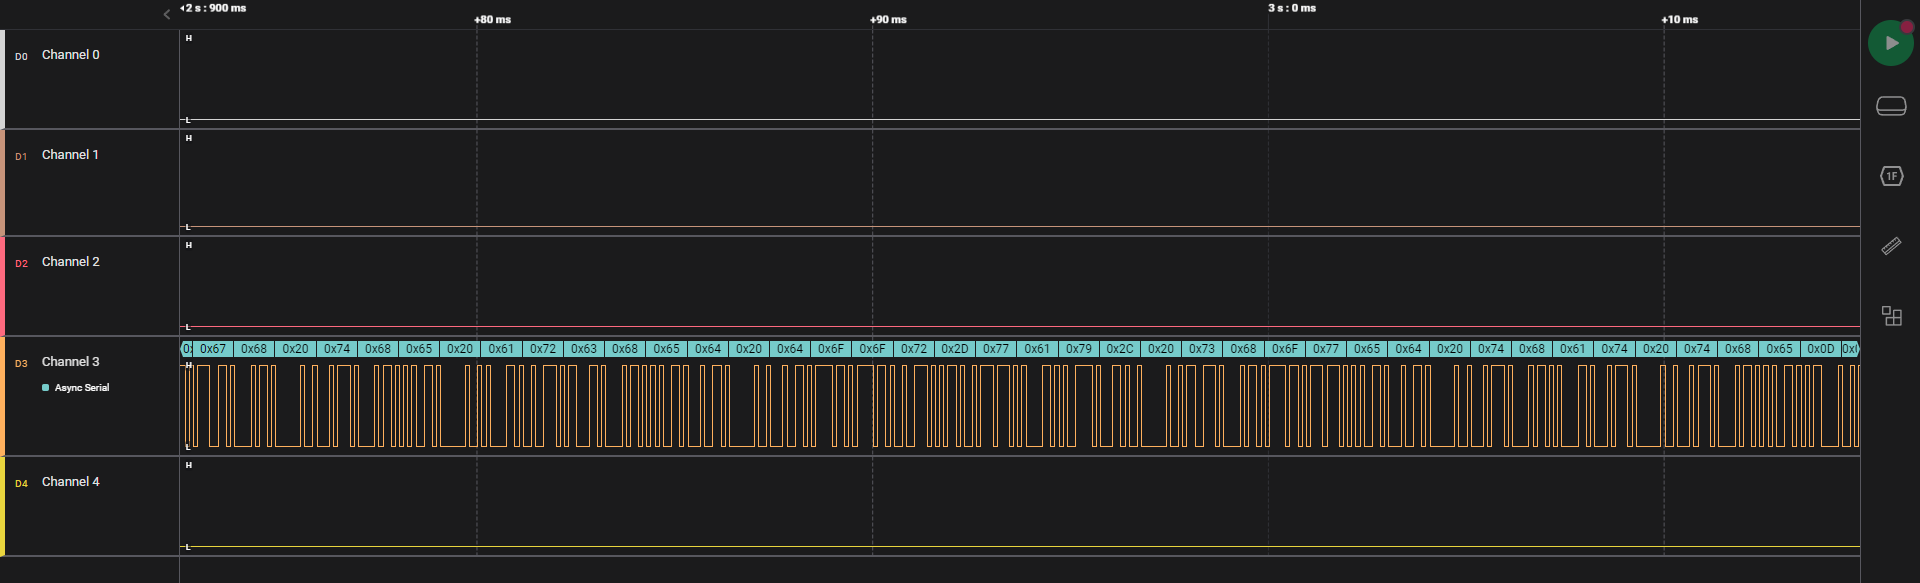 2 s : 900 ms
3 s : 0 ms
+80 ms
+90 ms
+10 ms
D0 Channel 0
H
L
D1 Channel 1
H
L
D2 Channel 2
H
L
D3 Channel 3
Async Serial
0x67 0x68 0x20 0x74 0x68 0x65 0x20 0x61 0x72 0x63 0x68 0x65 0x64 0x20 0x64 0x6F 0x6F 0x72 0x2D 0x77 0x61 0x79 0x2C 0x20 0x73 0x68 0x6F 0x77 0x65 0x64 0x20 0x74 0x68 0x61 0x74 0x20 0x74 0x68 0x65 0x0D
H
L
D4 Channel 4
H
L
1F